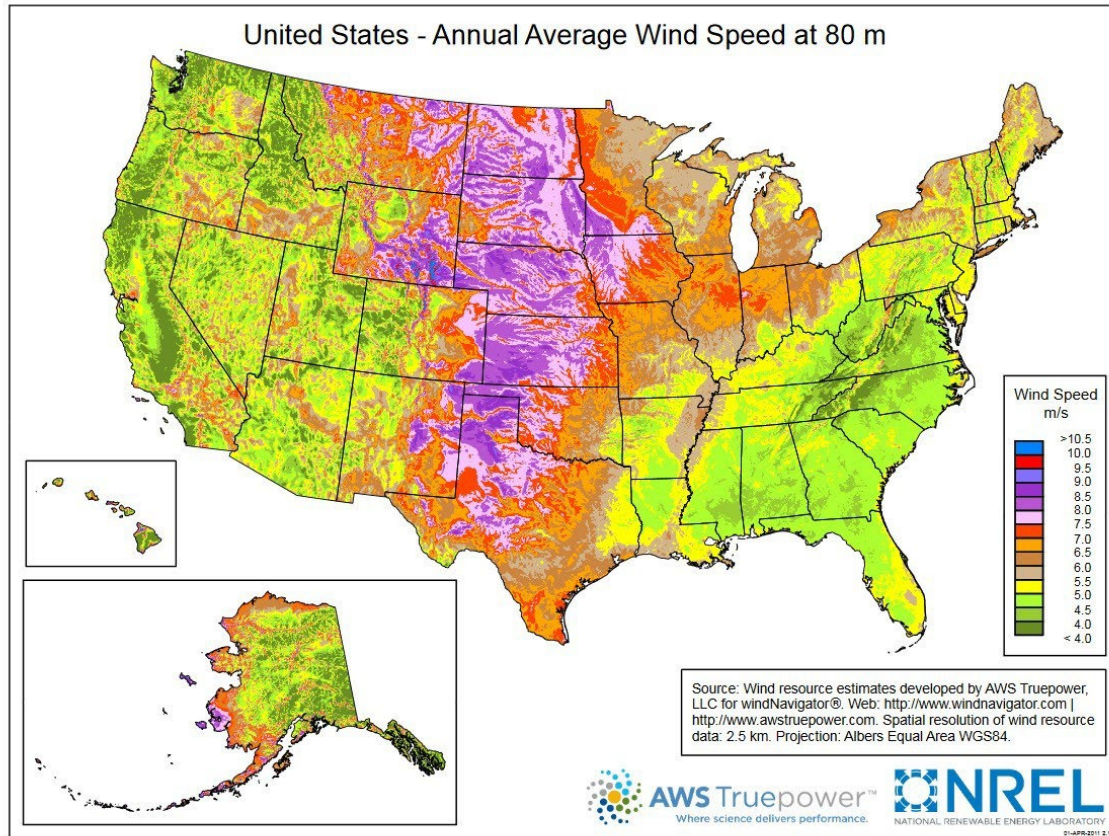 United States - Annual Average Wind Speed at 80 m
Wind Speed
m/s
>10.5
10.0
9.5
9.0
8.5
8.0
7.5
7.0
6.5
6.0
5.5
5.0
4.5
4.0
< 4.0
Source: Wind resource estimates developed by AWS Truepower,
LLC for windNavigator®. Web: http://www.windnavigator.com |
http://www.awstruepower.com. Spatial resolution of wind resource
data: 2.5 km. Projection: Albers Equal Area WGS84.
AWS Truepower™
Where science delivers performance.
NREL
NATIONAL RENEWABLE ENERGY LABORATORY